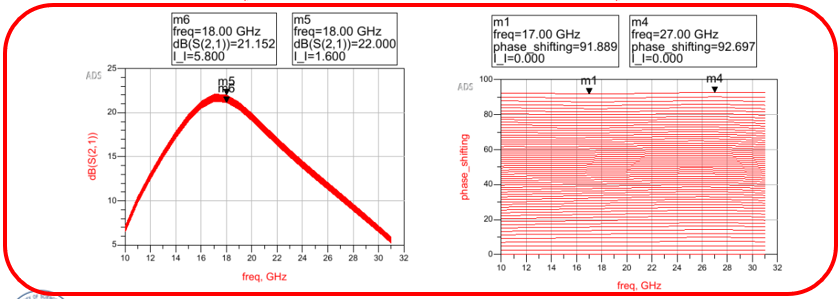 m6
freq=18.00 GHz
dB(S(2,1))=21.152
I_I=5.800
m5
freq=18.00 GHz
dB(S(2,1))=22.000
I_I=1.600
m1
freq=17.00 GHz
phase_shifting=91.889
I_I=0.000
m4
freq=27.00 GHz
phase_shifting=92.697
I_I=0.000
ADS
25
20
15
10
5
dB(S(2,1))
m5
m6
10 12 14 16 18 20 22 24 26 28 30 32
freq, GHz
ADS
100
80
60
40
20
0
phase_shifting
m1
m4
10 12 14 16 18 20 22 24 26 28 30 32
freq, GHz